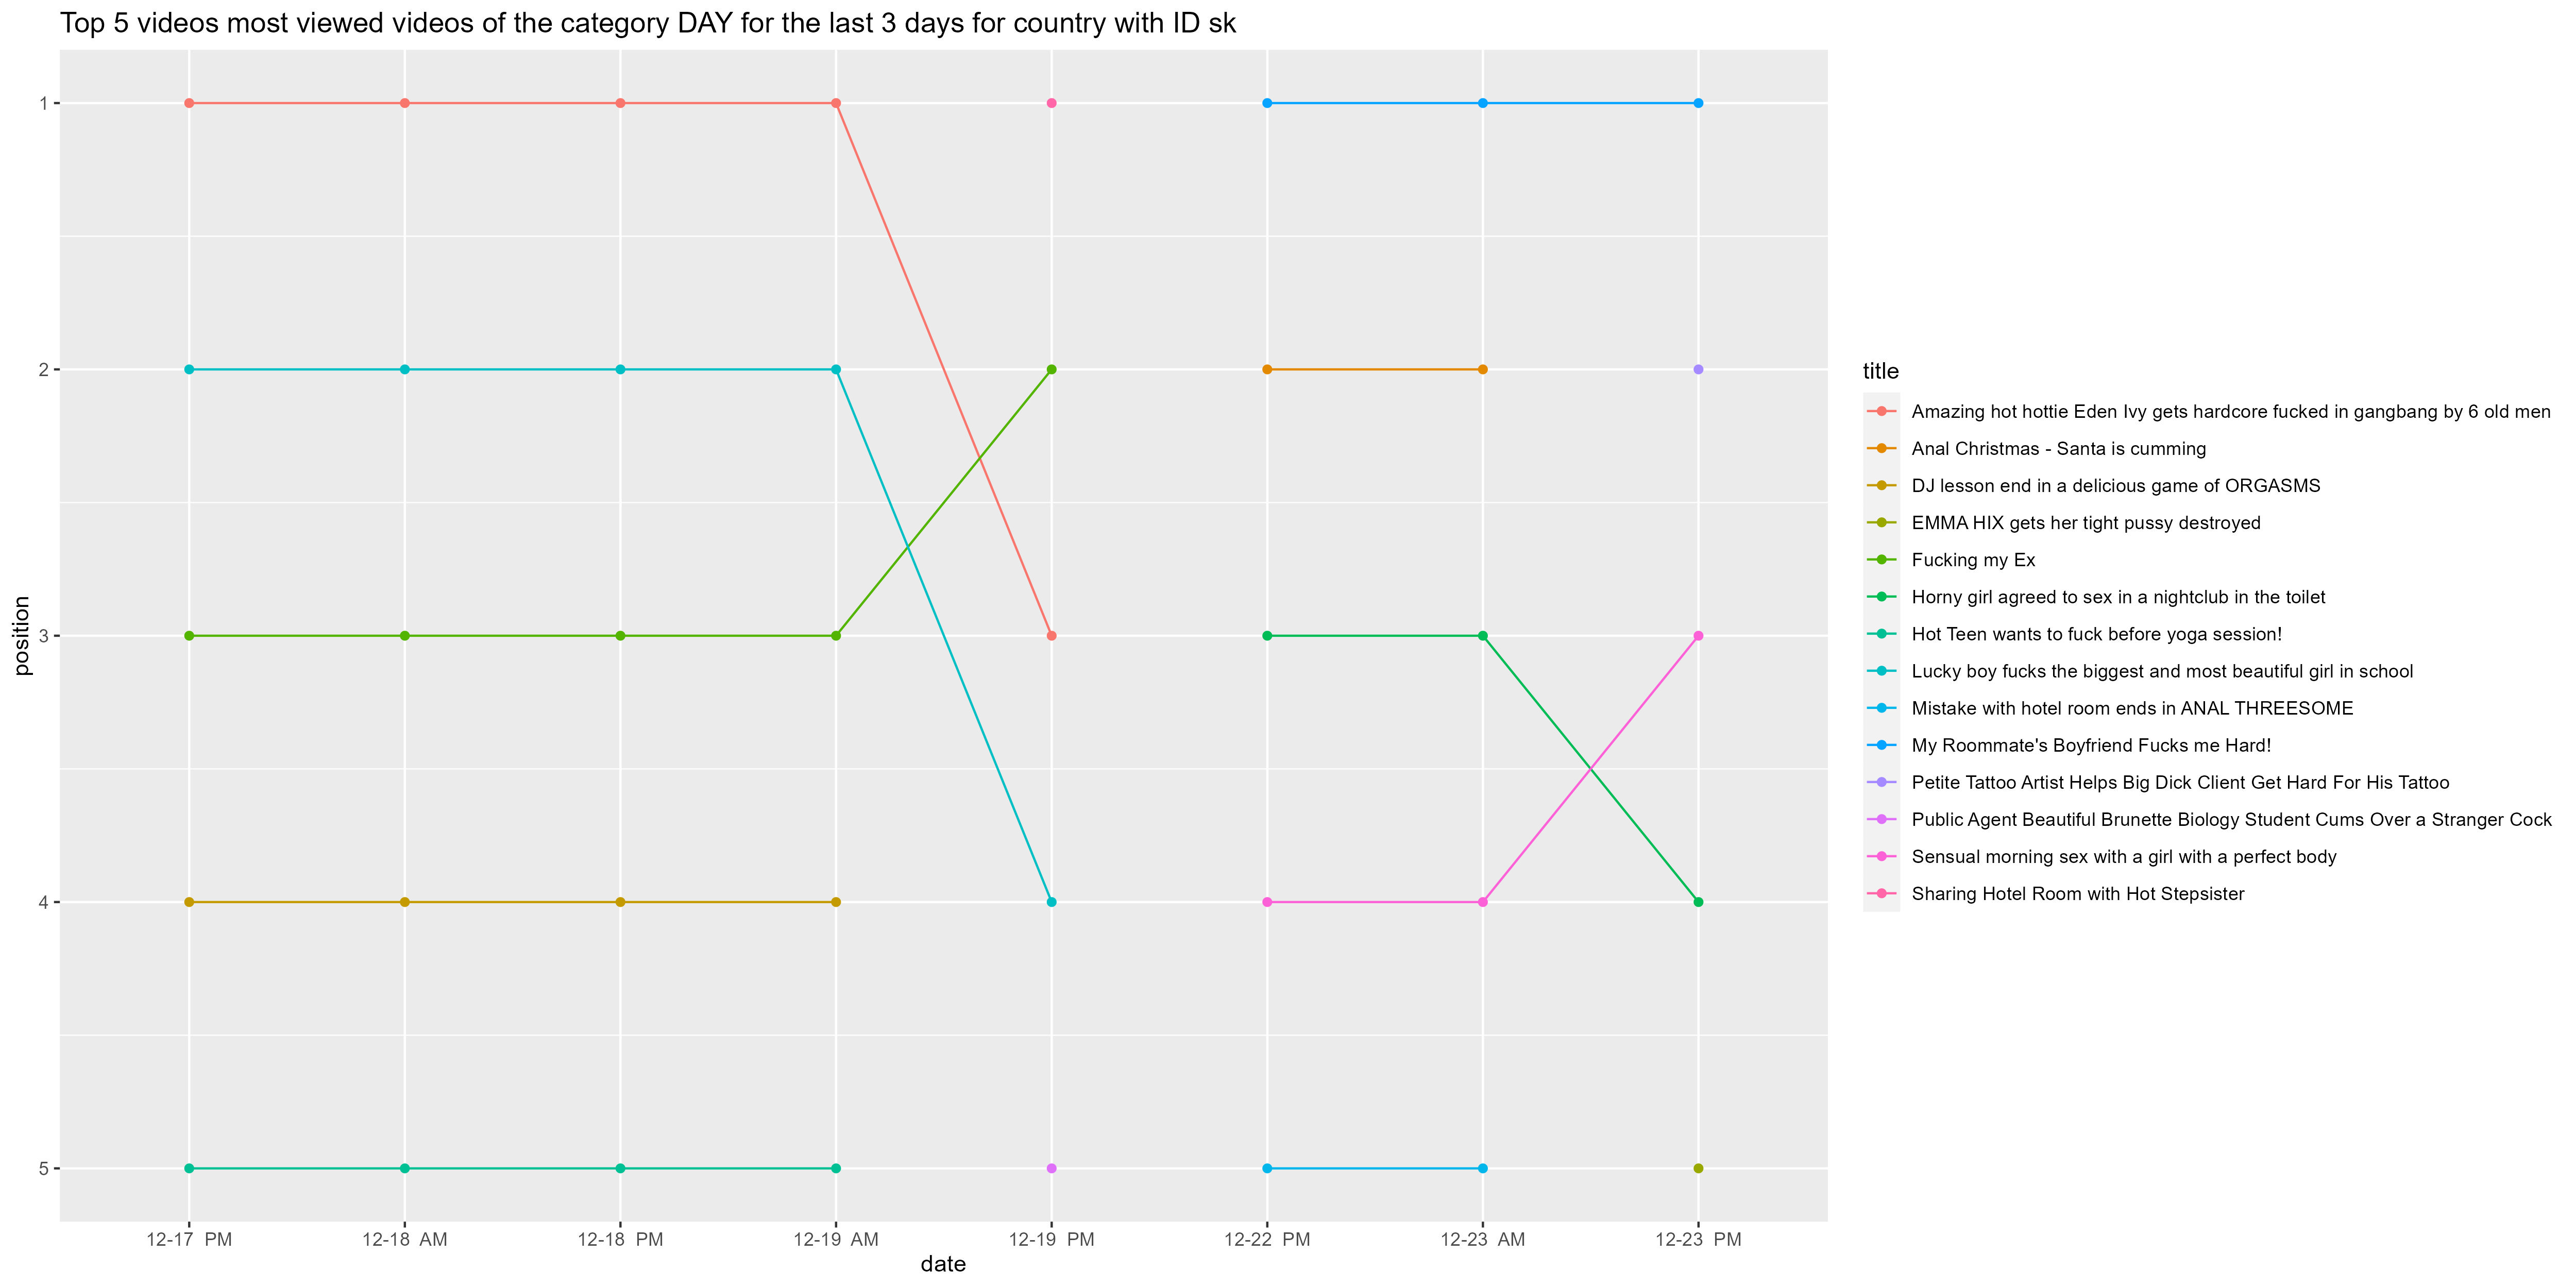 Top 5 videos most viewed videos of the category DAY for the last 3 days for country with ID sk
position
1
2
3
4
5
12-17 PM
12-18 AM
12-18 PM
12-19 AM
12-19 PM
12-22 PM
12-23 AM
12-23 PM
date
title
Amazing hot hottie Eden Ivy gets hardcore fucked in gangbang by 6 old men
Anal Christmas - Santa is cumming
DJ lesson end in a delicious game of ORGASMS
EMMA HIX gets her tight pussy destroyed
Fucking my Ex
Horny girl agreed to sex in a nightclub in the toilet
Hot Teen wants to fuck before yoga session!
Lucky boy fucks the biggest and most beautiful girl in school
Mistake with hotel room ends in ANAL THREESOME
My Roommate's Boyfriend Fucks me Hard!
Petite Tattoo Artist Helps Big Dick Client Get Hard For His Tattoo
Public Agent Beautiful Brunette Biology Student Cums Over a Stranger Cock
Sensual morning sex with a girl with a perfect body
Sharing Hotel Room with Hot Stepsister